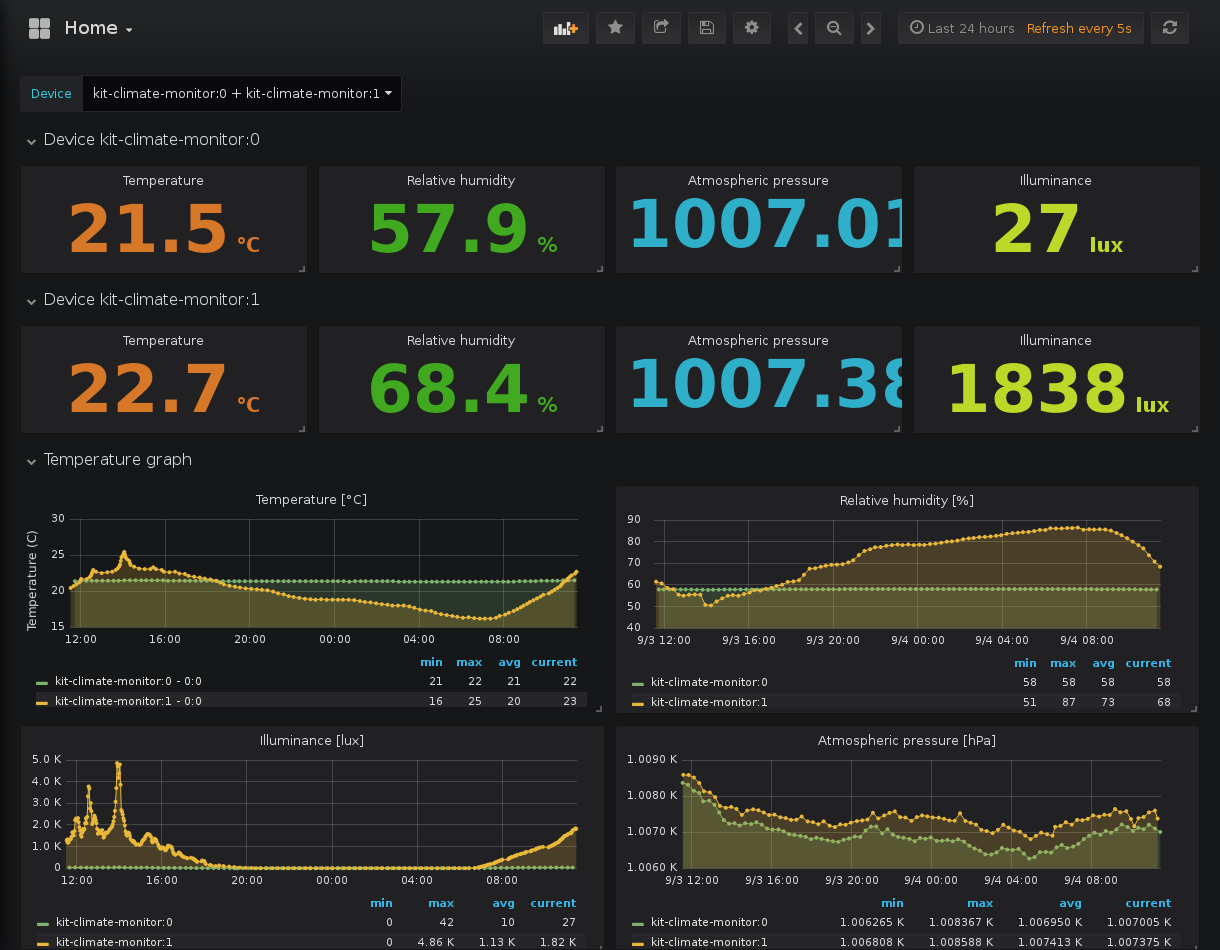 Home
Last 24 hours Refresh every 5s
Device kit-climate-monitor:0 + kit-climate-monitor:1
Device kit-climate-monitor:0
Temperature Relative humidity Atmospheric pressure Illuminance
21.5 °C 57.9 % 1007.01 27 lux
Device kit-climate-monitor:1
Temperature Relative humidity Atmospheric pressure Illuminance
22.7 °C 68.4 % 1007.38 1838 lux
Temperature graph
Temperature [°C]
Temperature (C)
30
25
20
15
12:00 16:00 20:00 00:00 04:00 08:00
min max avg current
kit-climate-monitor:0 - 0:0 21 22 21 22
kit-climate-monitor:1 - 0:0 16 25 20 23
Relative humidity [%]
90
80
70
60
50
40
9/3 12:00 9/3 16:00 9/3 20:00 9/4 00:00 9/4 04:00 9/4 08:00
min max avg current
kit-climate-monitor:0 58 58 58 58
kit-climate-monitor:1 51 87 73 68
Illuminance [lux]
5.0 K
4.0 K
3.0 K
2.0 K
1.0 K
0
12:00 16:00 20:00 00:00 04:00 08:00
min max avg current
kit-climate-monitor:0 0 42 10 27
kit-climate-monitor:1 0 4.86 K 1.13 K 1.82 K
Atmospheric pressure [hPa]
1.0090 K
1.0080 K
1.0070 K
1.0060 K
9/3 12:00 9/3 16:00 9/3 20:00 9/4 00:00 9/4 04:00 9/4 08:00
min max avg current
kit-climate-monitor:0 1.006265 K 1.008367 K 1.006950 K 1.007005 K
kit-climate-monitor:1 1.006808 K 1.008588 K 1.007413 K 1.007375 K